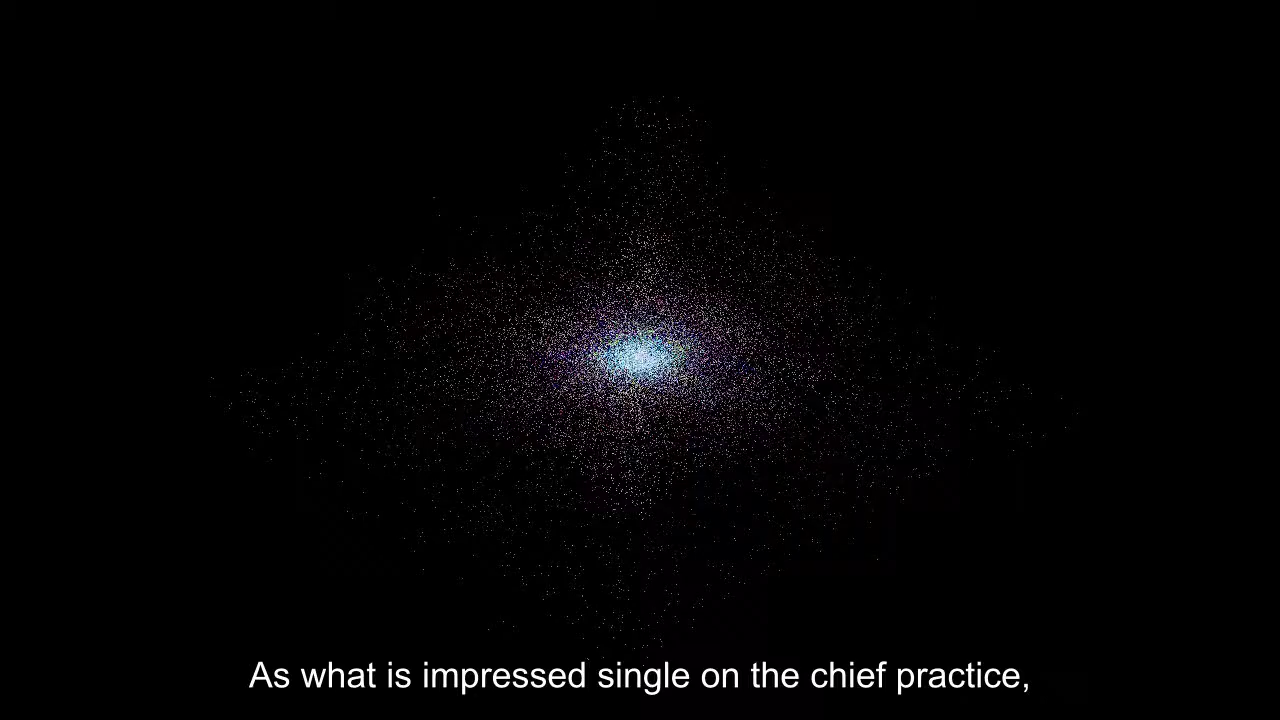 As what is impressed single on the chief practice,